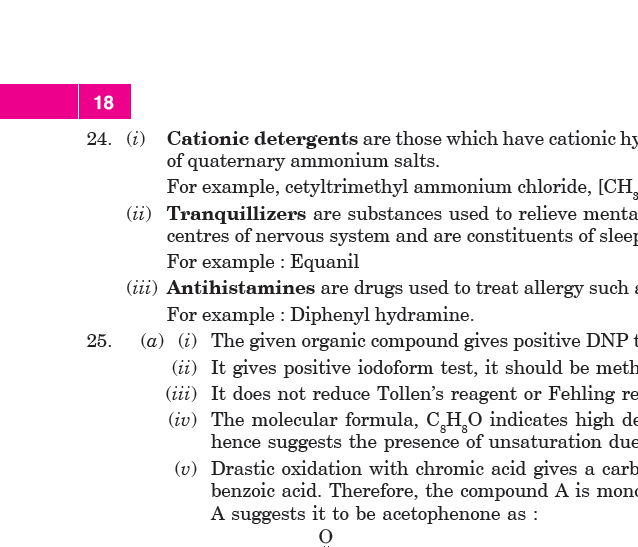 18
24. (i) Cationic detergents are those which have cationic hy
of quaternary ammonium salts.
For example, cetyltrimethyl ammonium chloride, [CH3
(ii) Tranquillizers are substances used to relieve menta
centres of nervous system and are constituents of sleep
For example : Equanil
(iii) Antihistamines are drugs used to treat allergy such a
For example : Diphenyl hydramine.
25. (a) (i) The given organic compound gives positive DNP t
(ii) It gives positive iodoform test, it should be meth
(iii) It does not reduce Tollen's reagent or Fehling re
(iv) The molecular formula, C8H8O indicates high de
hence suggests the presence of unsaturation due
(v) Drastic oxidation with chromic acid gives a carb
benzoic acid. Therefore, the compound A is mono
A suggests it to be acetophenone as :
O